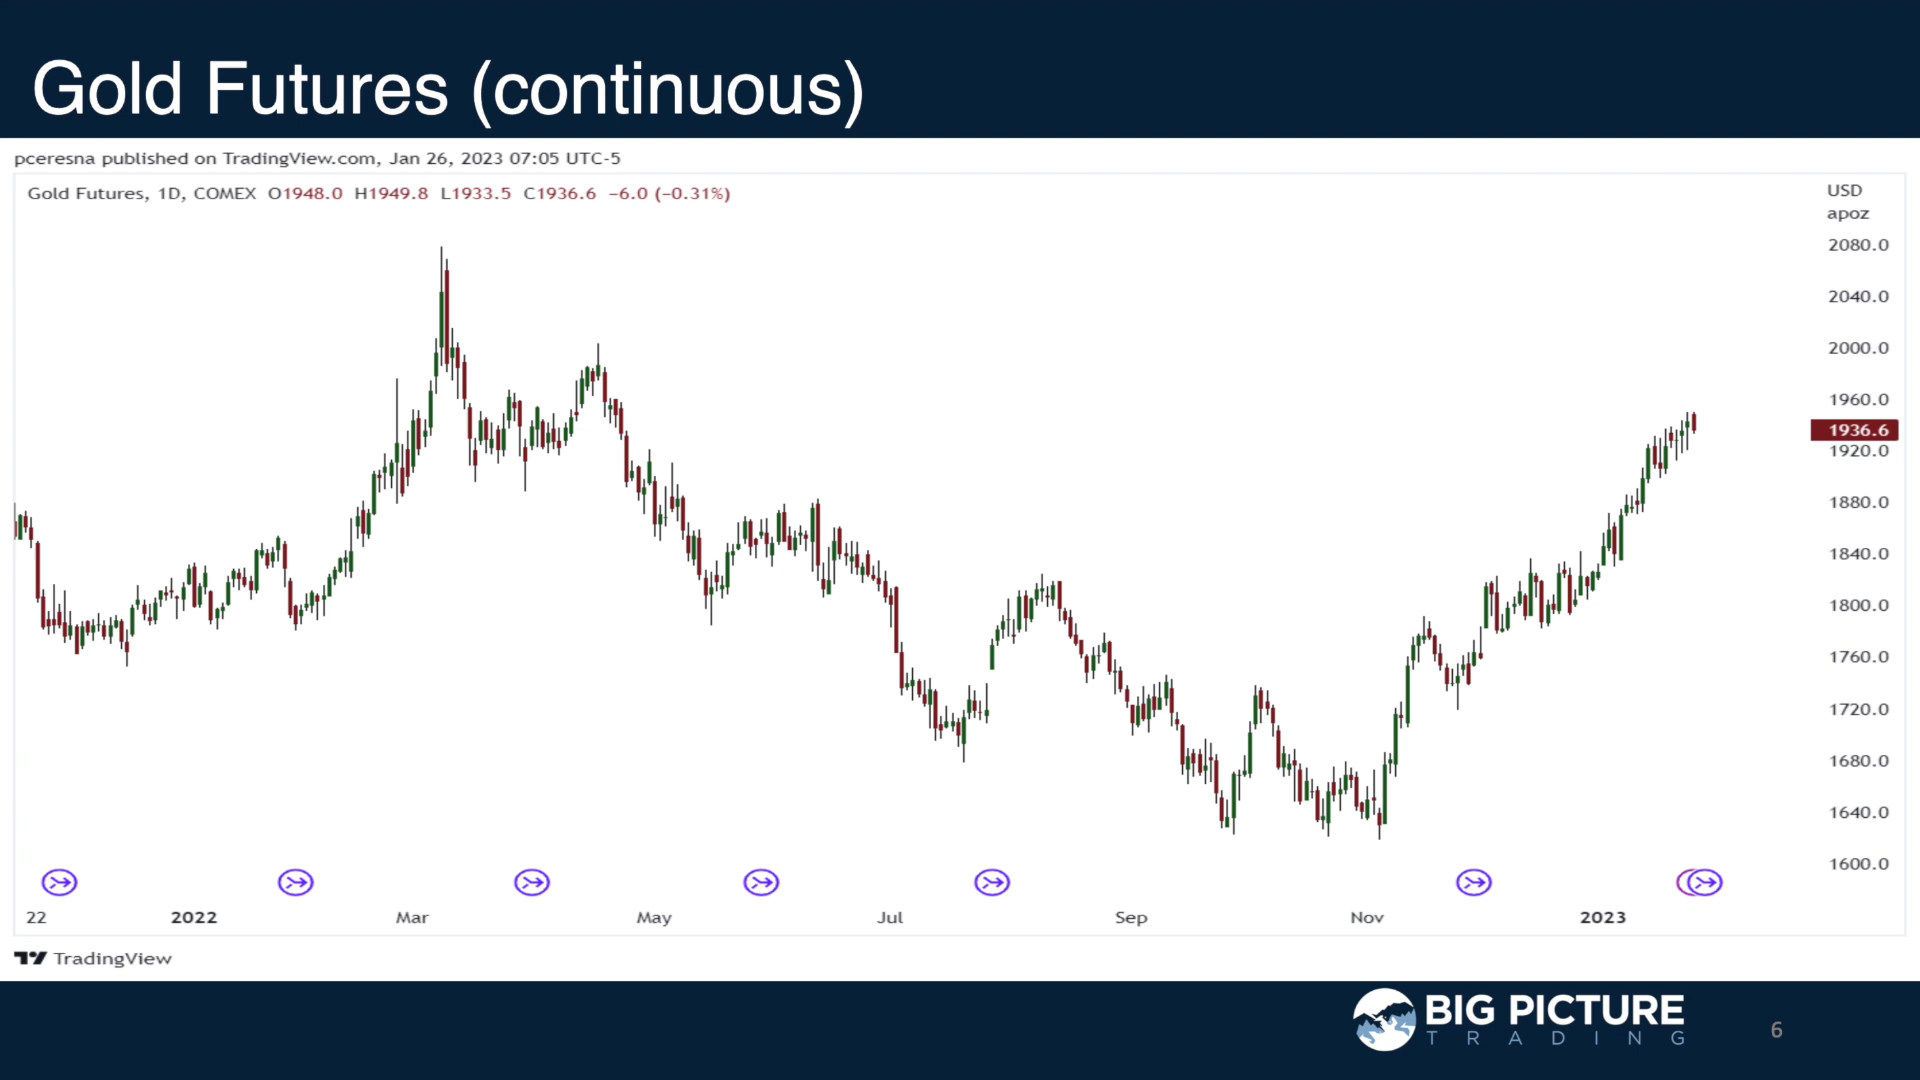 Gold Futures (continuous)
pceresna published on TradingView.com, Jan 26, 2023 07:05 UTC-5
Gold Futures, 1D, COMEX O1948.0 H1949.8 L1933.5 C1936.6 −6.0 (−0.31%)
USD
apoz
2080.0
2040.0
2000.0
1960.0
1936.6
1920.0
1880.0
1840.0
1800.0
1760.0
1720.0
1680.0
1640.0
1600.0
22 2022 Mar May Jul Sep Nov 2023
TradingView
BIG PICTURE
TRADING
6